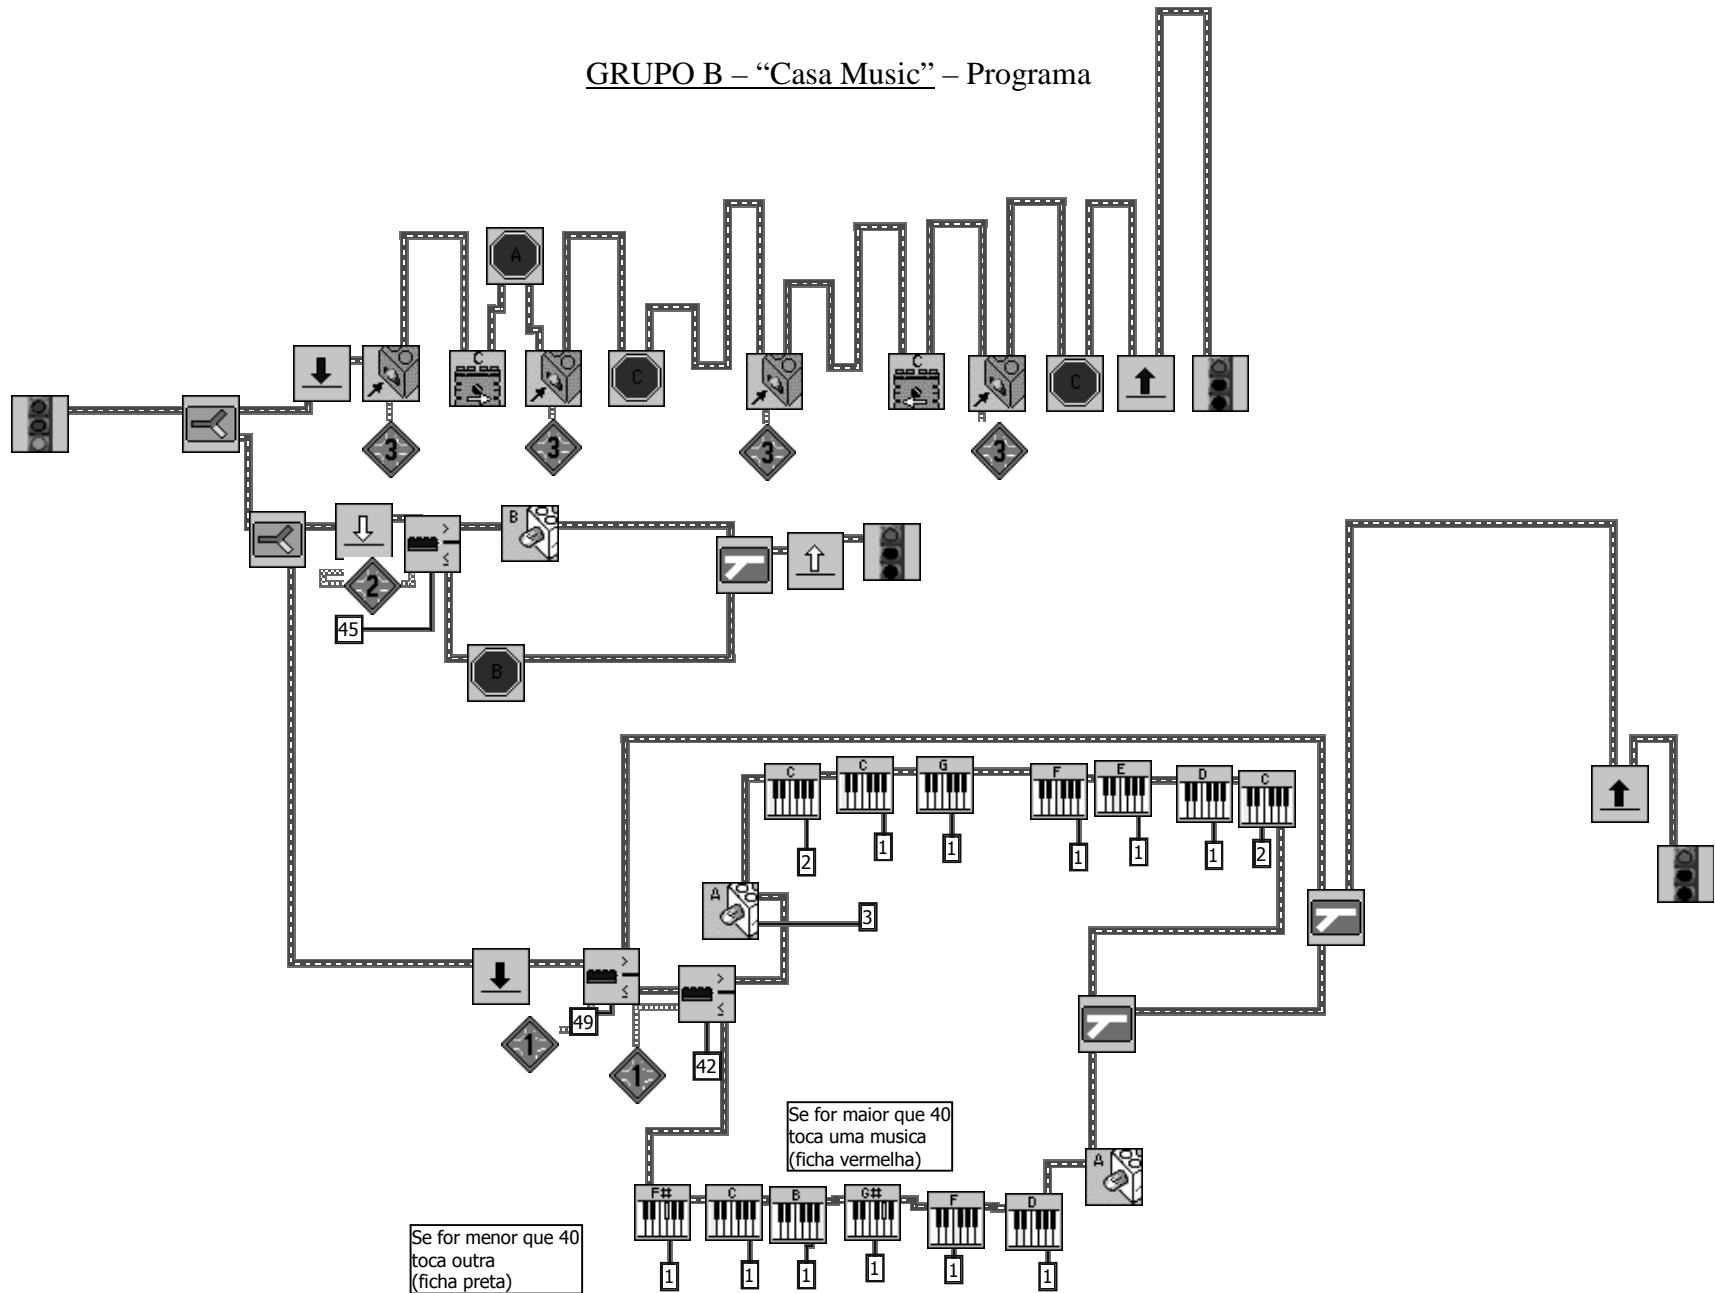 GRUPO B – “Casa Music” – Programa
A
C
C
C
C
3
3
3
3
B
2
45
B
C
C
G
F
E
D
C
2
1
1
1
1
1
2
A
3
49
1
1
42
Se for maior que 40
toca uma musica
(ficha vermelha)
A
F#
C
B
G#
F
D
1
1
1
1
1
1
Se for menor que 40
toca outra
(ficha preta)